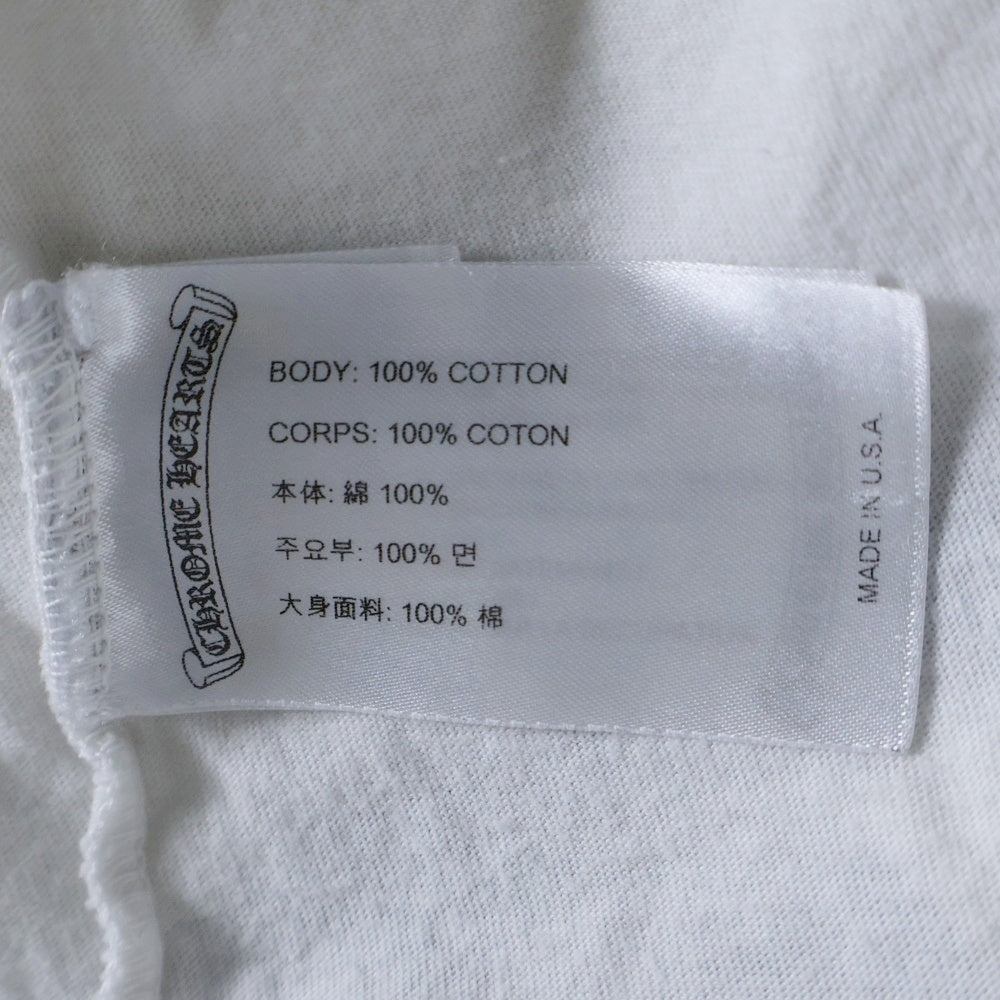 CHROME HEARTS
BODY: 100% COTTON
CORPS: 100% COTON
本体: 綿 100%
주요부: 100% 면
大身面料: 100% 棉
MADE IN U.S.A